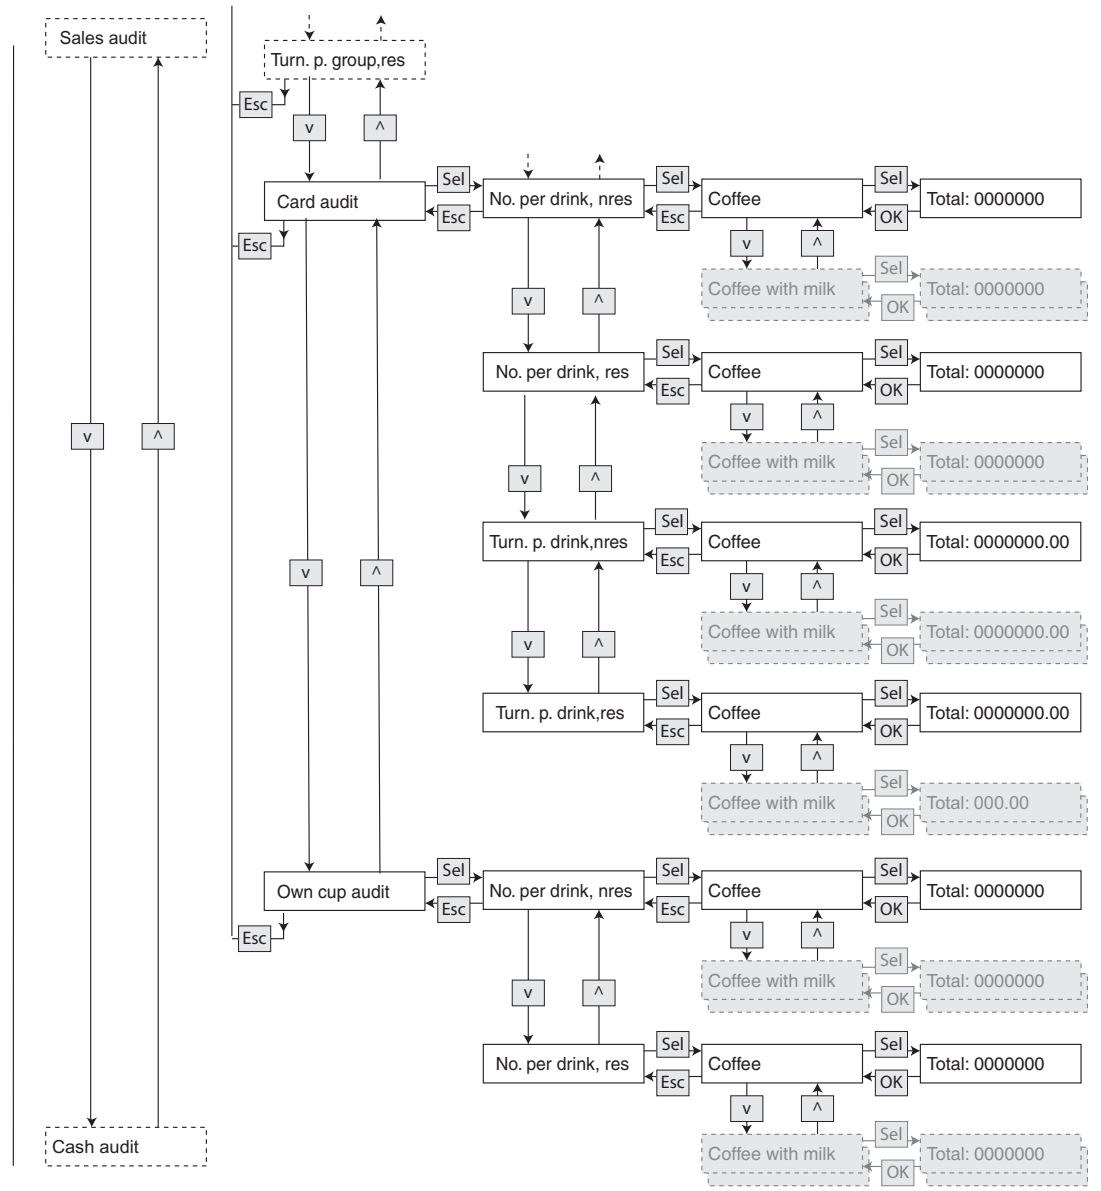 Sales audit
Turn. p. group,res
Esc
v ^
Card audit Sel No. per drink, nres Sel Coffee Sel Total: 0000000
Esc Esc Esc OK
v ^
Coffee with milk Sel Total: 0000000
OK
v ^
No. per drink, res Sel Coffee Sel Total: 0000000
Esc OK
v ^
v ^
Coffee with milk Sel Total: 0000000
OK
v ^
Turn. p. drink,nres Sel Coffee Sel Total: 0000000.00
Esc OK
v ^
v ^
Coffee with milk Sel Total: 0000000.00
OK
v ^
Turn. p. drink,res Sel Coffee Sel Total: 0000000.00
Esc OK
v ^
Coffee with milk Sel Total: 000.00
OK
Own cup audit Sel No. per drink, nres Sel Coffee Sel Total: 0000000
Esc Esc OK
Esc
v ^
Coffee with milk Sel Total: 0000000
OK
v ^
No. per drink, res Sel Coffee Sel Total: 0000000
Esc OK
v ^
Cash audit
Coffee with milk Sel Total: 0000000
OK